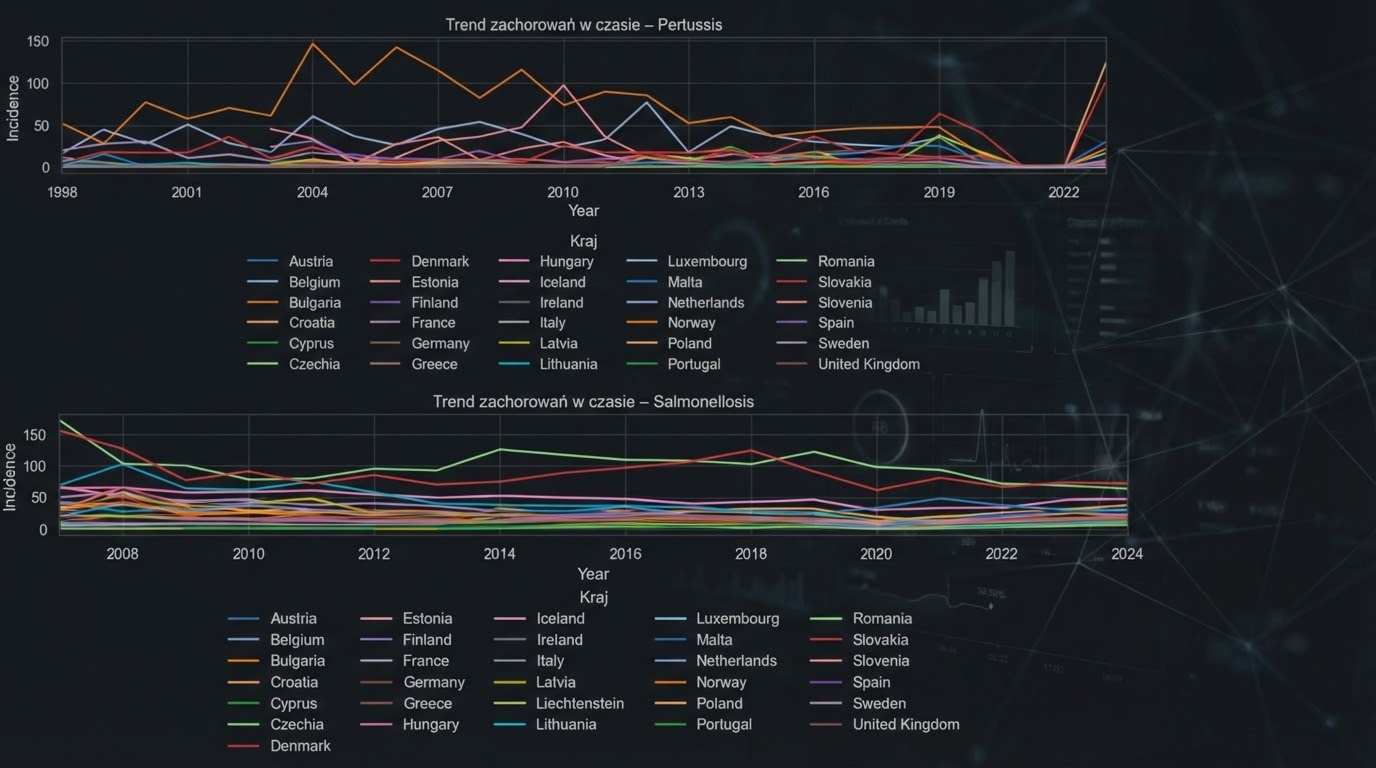 Trend zachorowań w czasie – Pertussis
Incidence
150
100
50
0
1998 2001 2004 2007 2010 2013 2016 2019 2022
Year
Kraj
Austria Denmark Hungary Luxembourg Romania
Belgium Estonia Iceland Malta Slovakia
Bulgaria Finland Ireland Netherlands Slovenia
Croatia France Italy Norway Spain
Cyprus Germany Latvia Poland Sweden
Czechia Greece Lithuania Portugal United Kingdom
Trend zachorowań w czasie – Salmonellosis
Incidence
150
100
50
0
2008 2010 2012 2014 2016 2018 2020 2022 2024
Year
Kraj
Austria Estonia Iceland Luxembourg Romania
Belgium Finland Ireland Malta Slovakia
Bulgaria France Italy Netherlands Slovenia
Croatia Germany Latvia Norway Spain
Cyprus Greece Liechtenstein Poland Sweden
Czechia Hungary Lithuania Portugal United Kingdom
Denmark